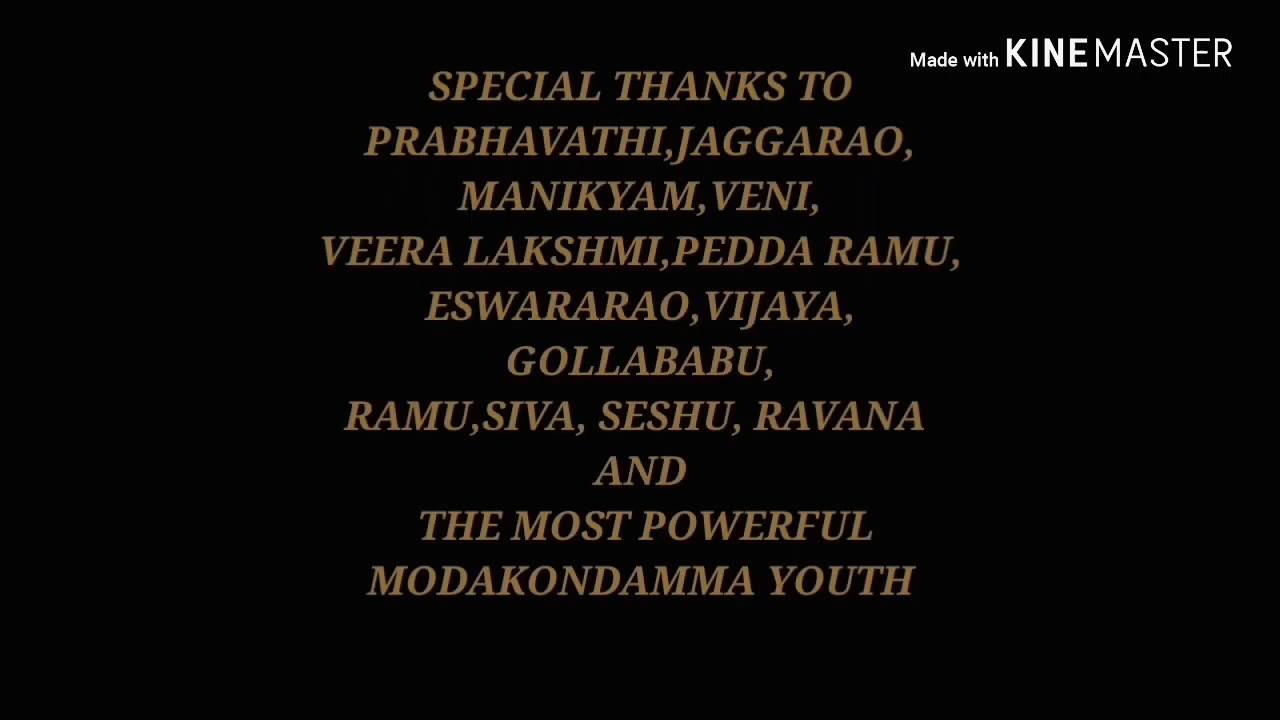 Made with KINEMASTER
SPECIAL THANKS TO
PRABHAVATHI,JAGGARAO,
MANIKYAM,VENI,
VEERA LAKSHMI,PEDDA RAMU,
ESWARARAO,VIJAYA,
GOLLABABU,
RAMU,SIVA, SESHU, RAVANA
AND
THE MOST POWERFUL
MODAKONDAMMA YOUTH